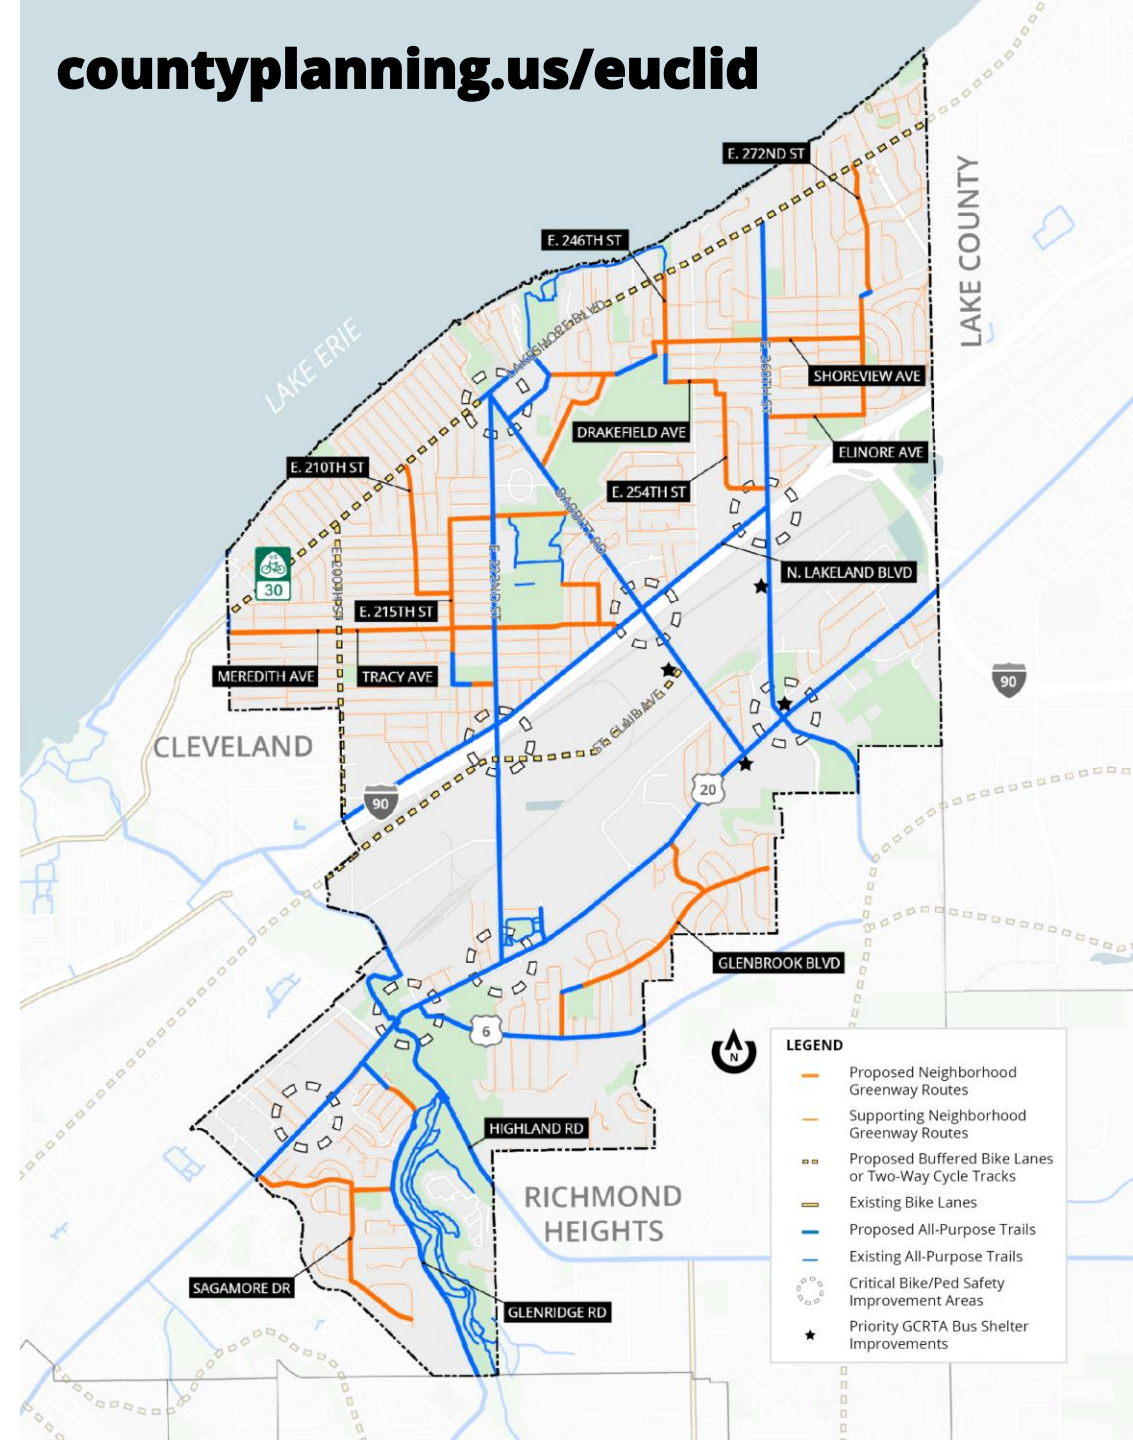 countyplanning.us/euclid
E. 272ND ST
LAKE COUNTY
E. 246TH ST
LAKESHORE BLVD
LAKE ERIE
E. 260TH ST
SHOREVIEW AVE
DRAKEFIELD AVE
ELINORE AVE
E. 210TH ST
E. 254TH ST
BABBITT RD
E. 200TH ST
E. 222ND ST
US
30
N. LAKELAND BLVD
E. 215TH ST
MEREDITH AVE
TRACY AVE
90
ST. CLAIR AVE
CLEVELAND
90
20
GLENBROOK BLVD
6
N
HIGHLAND RD
RICHMOND
HEIGHTS
SAGAMORE DR
GLENRIDGE RD
LEGEND
Proposed Neighborhood
Greenway Routes
Supporting Neighborhood
Greenway Routes
Proposed Buffered Bike Lanes
or Two-Way Cycle Tracks
Existing Bike Lanes
Proposed All-Purpose Trails
Existing All-Purpose Trails
Critical Bike/Ped Safety
Improvement Areas
Priority GCRTA Bus Shelter
Improvements